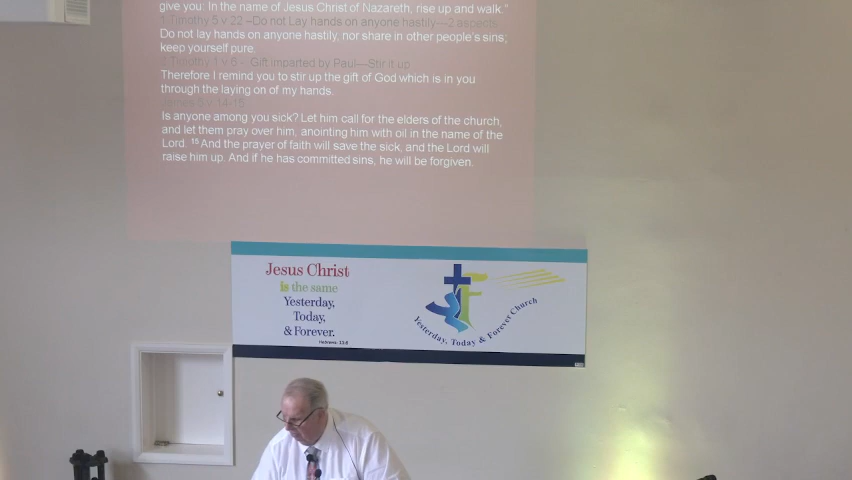 give you: In the name of Jesus Christ of Nazareth, rise up and walk."
1 Timothy 5 v 22 –Do not Lay hands on anyone hastily—2 aspects
Do not lay hands on anyone hastily, nor share in other people's sins;
keep yourself pure.
Timothy 1 v 6 – Gift imparted by Paul—Stir it up
Therefore I remind you to stir up the gift of God which is in you
through the laying on of my hands.
James 5 v 14-15
Is anyone among you sick? Let him call for the elders of the church,
and let them pray over him, anointing him with oil in the name of the
Lord. 15 And the prayer of faith will save the sick, and the Lord will
raise him up. And if he has committed sins, he will be forgiven.
Jesus Christ
is the same
Yesterday,
Today,
& Forever.
Hebrews 13:8
Yesterday, Today & Forever Church